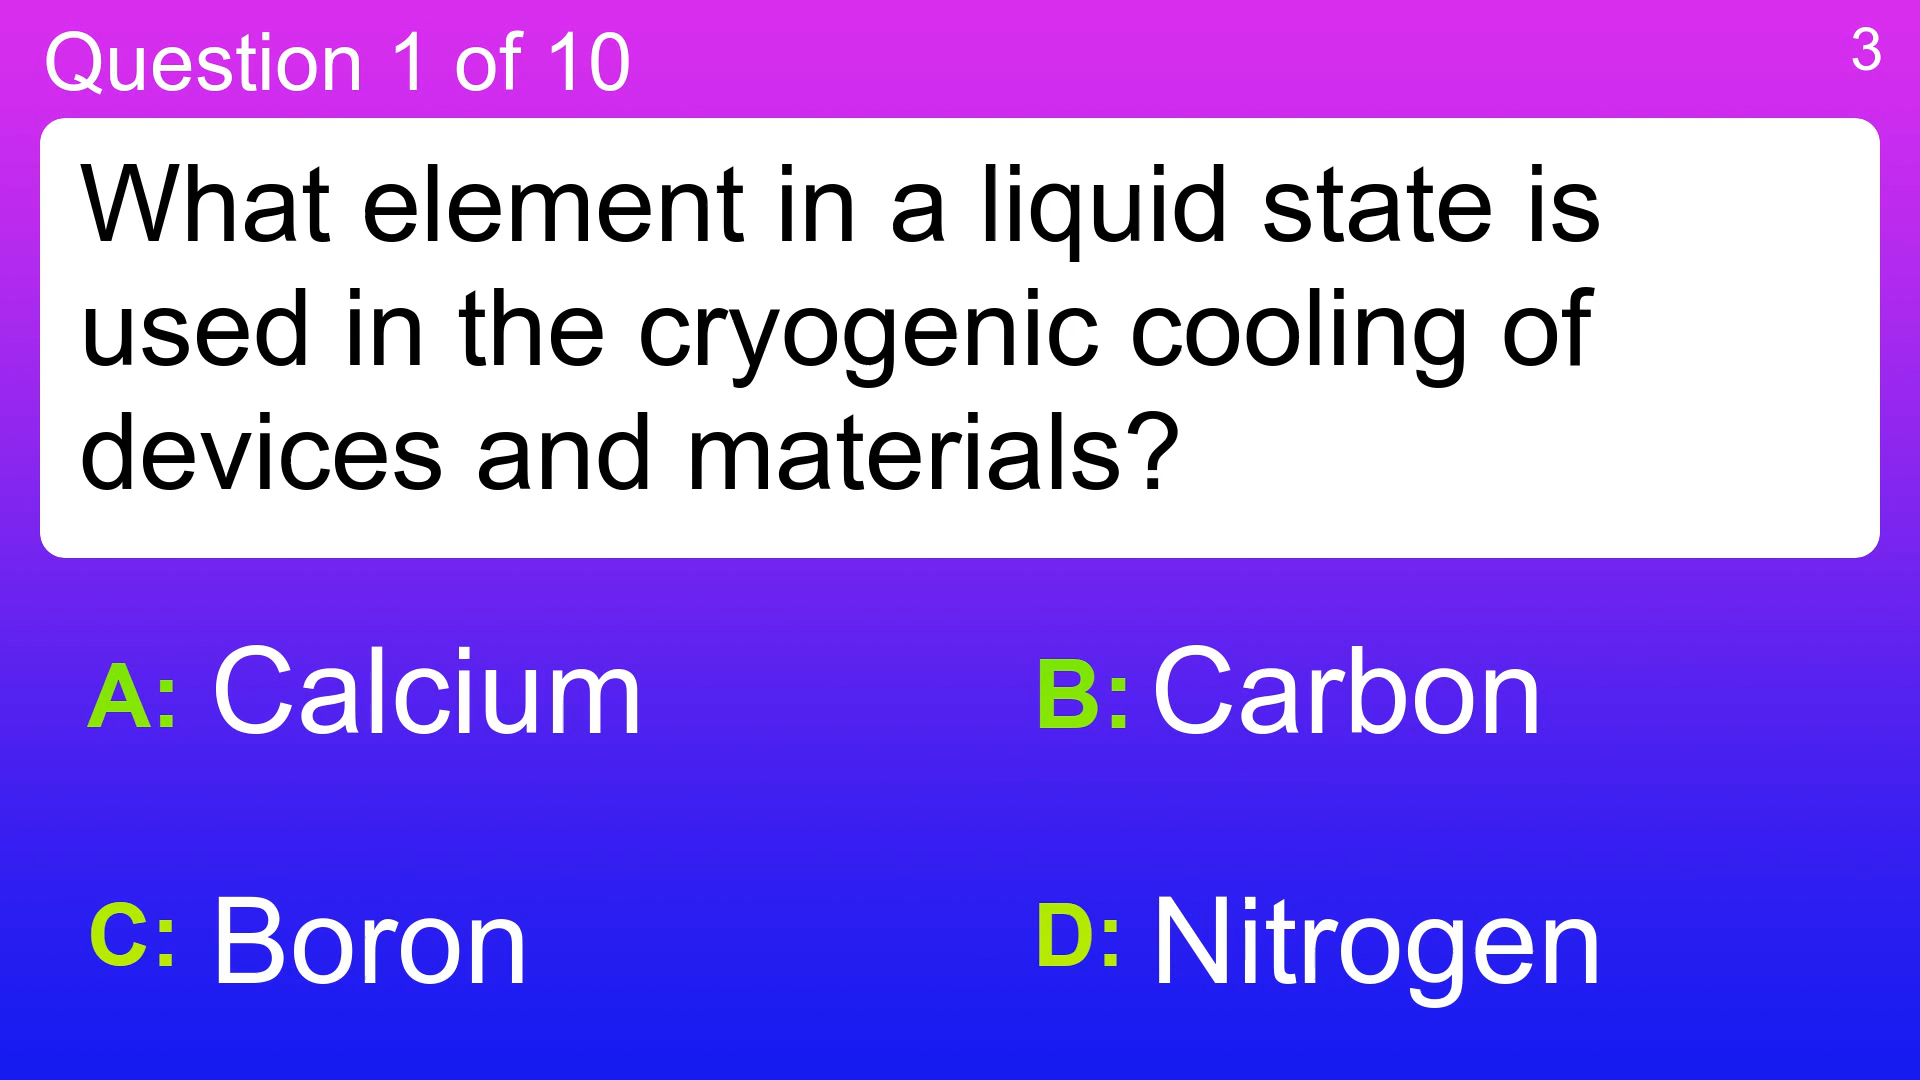 Question 1 of 10
3
What element in a liquid state is
used in the cryogenic cooling of
devices and materials?
A: Calcium
B: Carbon
C: Boron
D: Nitrogen